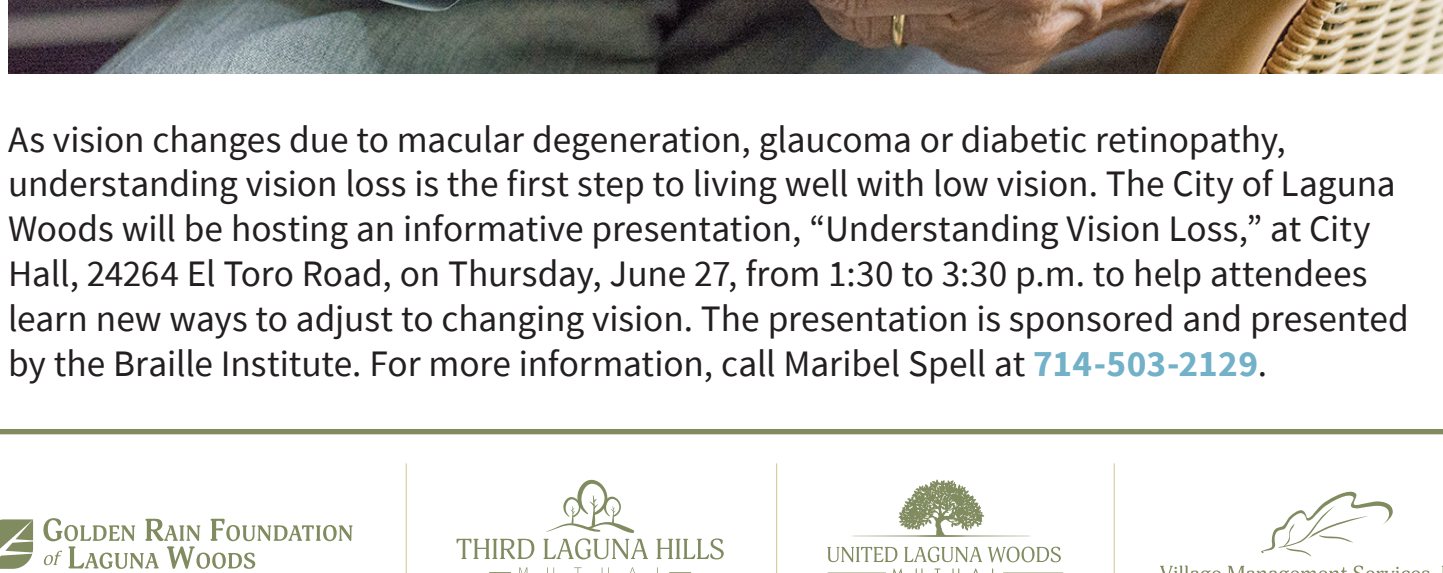 As vision changes due to macular degeneration, glaucoma or diabetic retinopathy,
understanding vision loss is the first step to living well with low vision. The City of Laguna
Woods will be hosting an informative presentation, “Understanding Vision Loss,” at City
Hall, 24264 El Toro Road, on Thursday, June 27, from 1:30 to 3:30 p.m. to help attendees
learn new ways to adjust to changing vision. The presentation is sponsored and presented
by the Braille Institute. For more information, call Maribel Spell at 714-503-2129.
GOLDEN RAIN FOUNDATION
of LAGUNA WOODS
THIRD LAGUNA HILLS
MUTUAL
UNITED LAGUNA WOODS
MUTUAL
Village Management Services